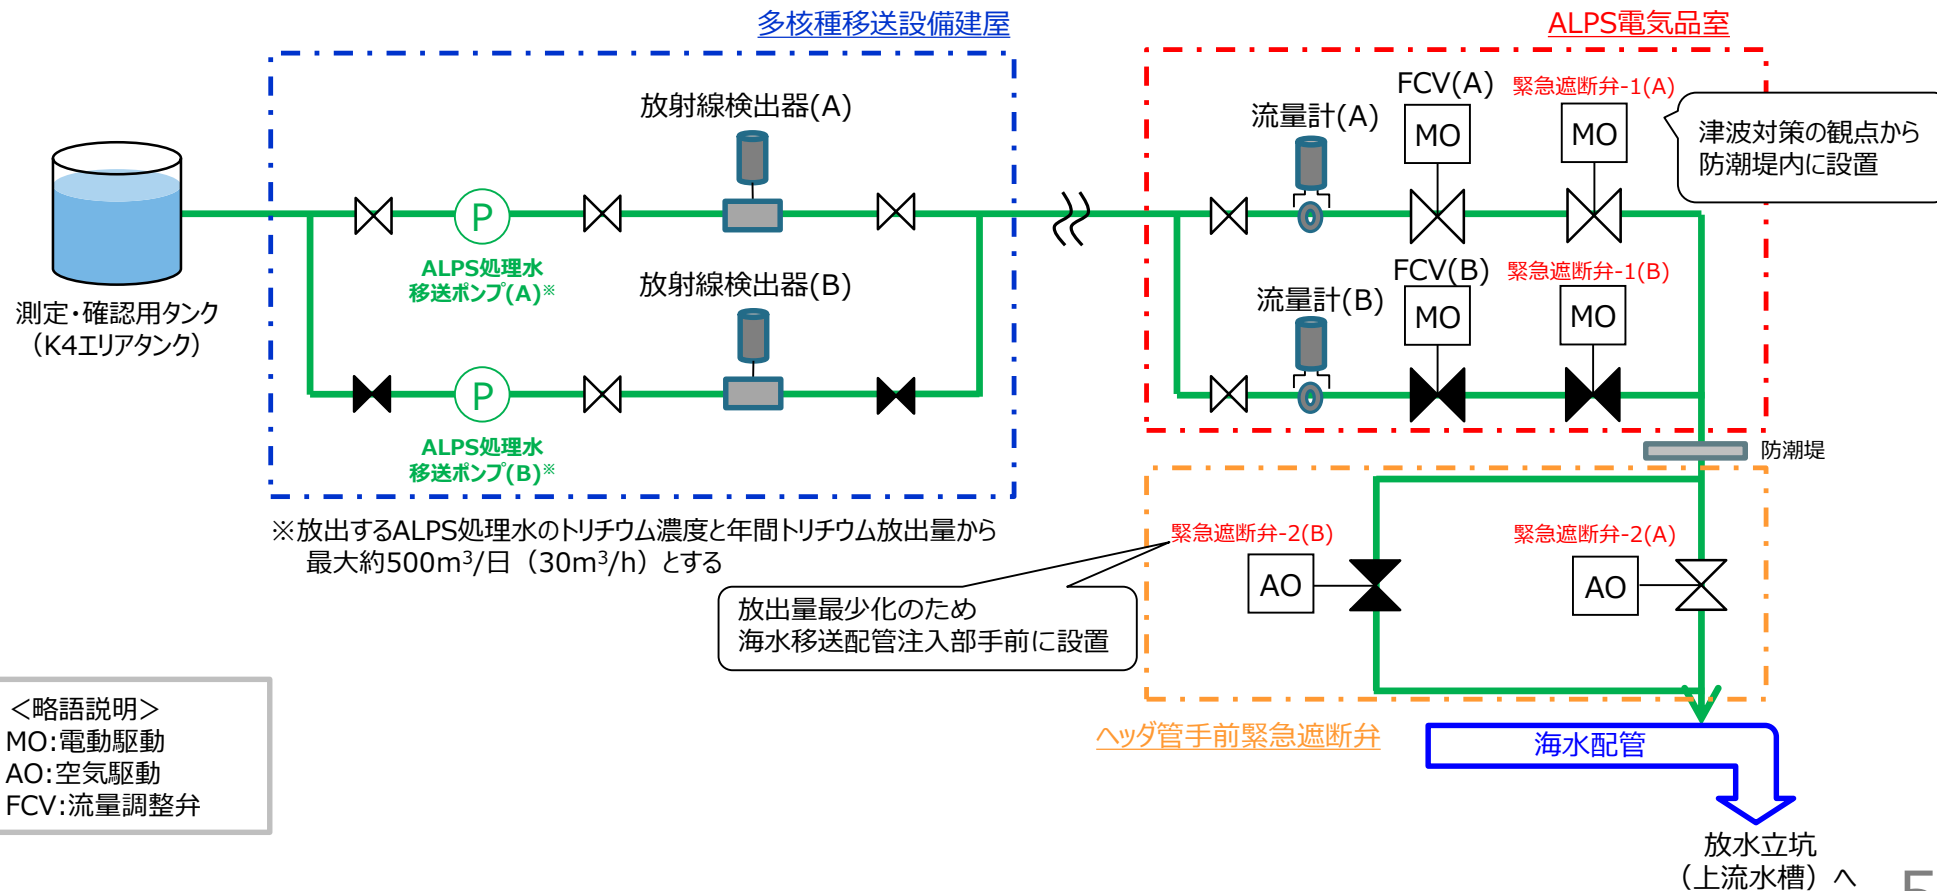 多核種移送設備建屋
ALPS電気品室
放射線検出器(A)
流量計(A)
FCV(A)
緊急遮断弁-1(A)
MO
MO
津波対策の観点から
防潮堤内に設置
P
ALPS処理水
移送ポンプ(A)※
放射線検出器(B)
流量計(B)
FCV(B)
緊急遮断弁-1(B)
MO
MO
測定・確認用タンク
（K4エリアタンク）
P
ALPS処理水
移送ポンプ(B)※
防潮堤
※放出するALPS処理水のトリチウム濃度と年間トリチウム放出量から
最大約500m³/日（30m³/h）とする
緊急遮断弁-2(B)
緊急遮断弁-2(A)
AO
AO
放出量最少化のため
海水移送配管注入部手前に設置
＜略語説明＞
MO:電動駆動
AO:空気駆動
FCV:流量調整弁
ヘッダ管手前緊急遮断弁
海水配管
放水立坑
（上流水槽）へ